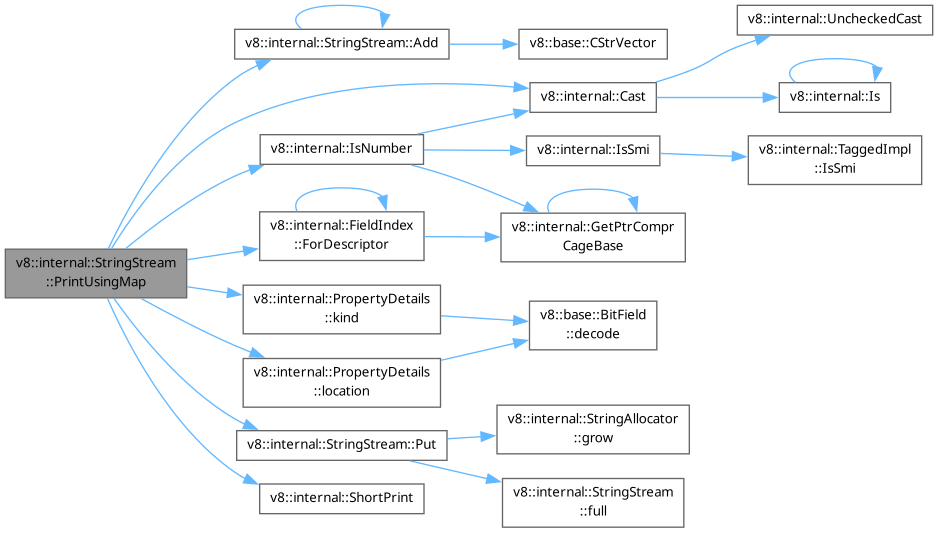 v8::internal::UncheckedCast
v8::internal::StringStream::Add
v8::base::CStrVector
v8::internal::Cast
v8::internal::Is
v8::internal::IsNumber
v8::internal::IsSmi
v8::internal::TaggedImpl
::IsSmi
v8::internal::FieldIndex
::ForDescriptor
v8::internal::GetPtrCompr
CageBase
v8::internal::StringStream
::PrintUsingMap
v8::internal::PropertyDetails
::kind
v8::base::BitField
::decode
v8::internal::PropertyDetails
::location
v8::internal::StringStream::Put
v8::internal::StringAllocator
::grow
v8::internal::ShortPrint
v8::internal::StringStream
::full